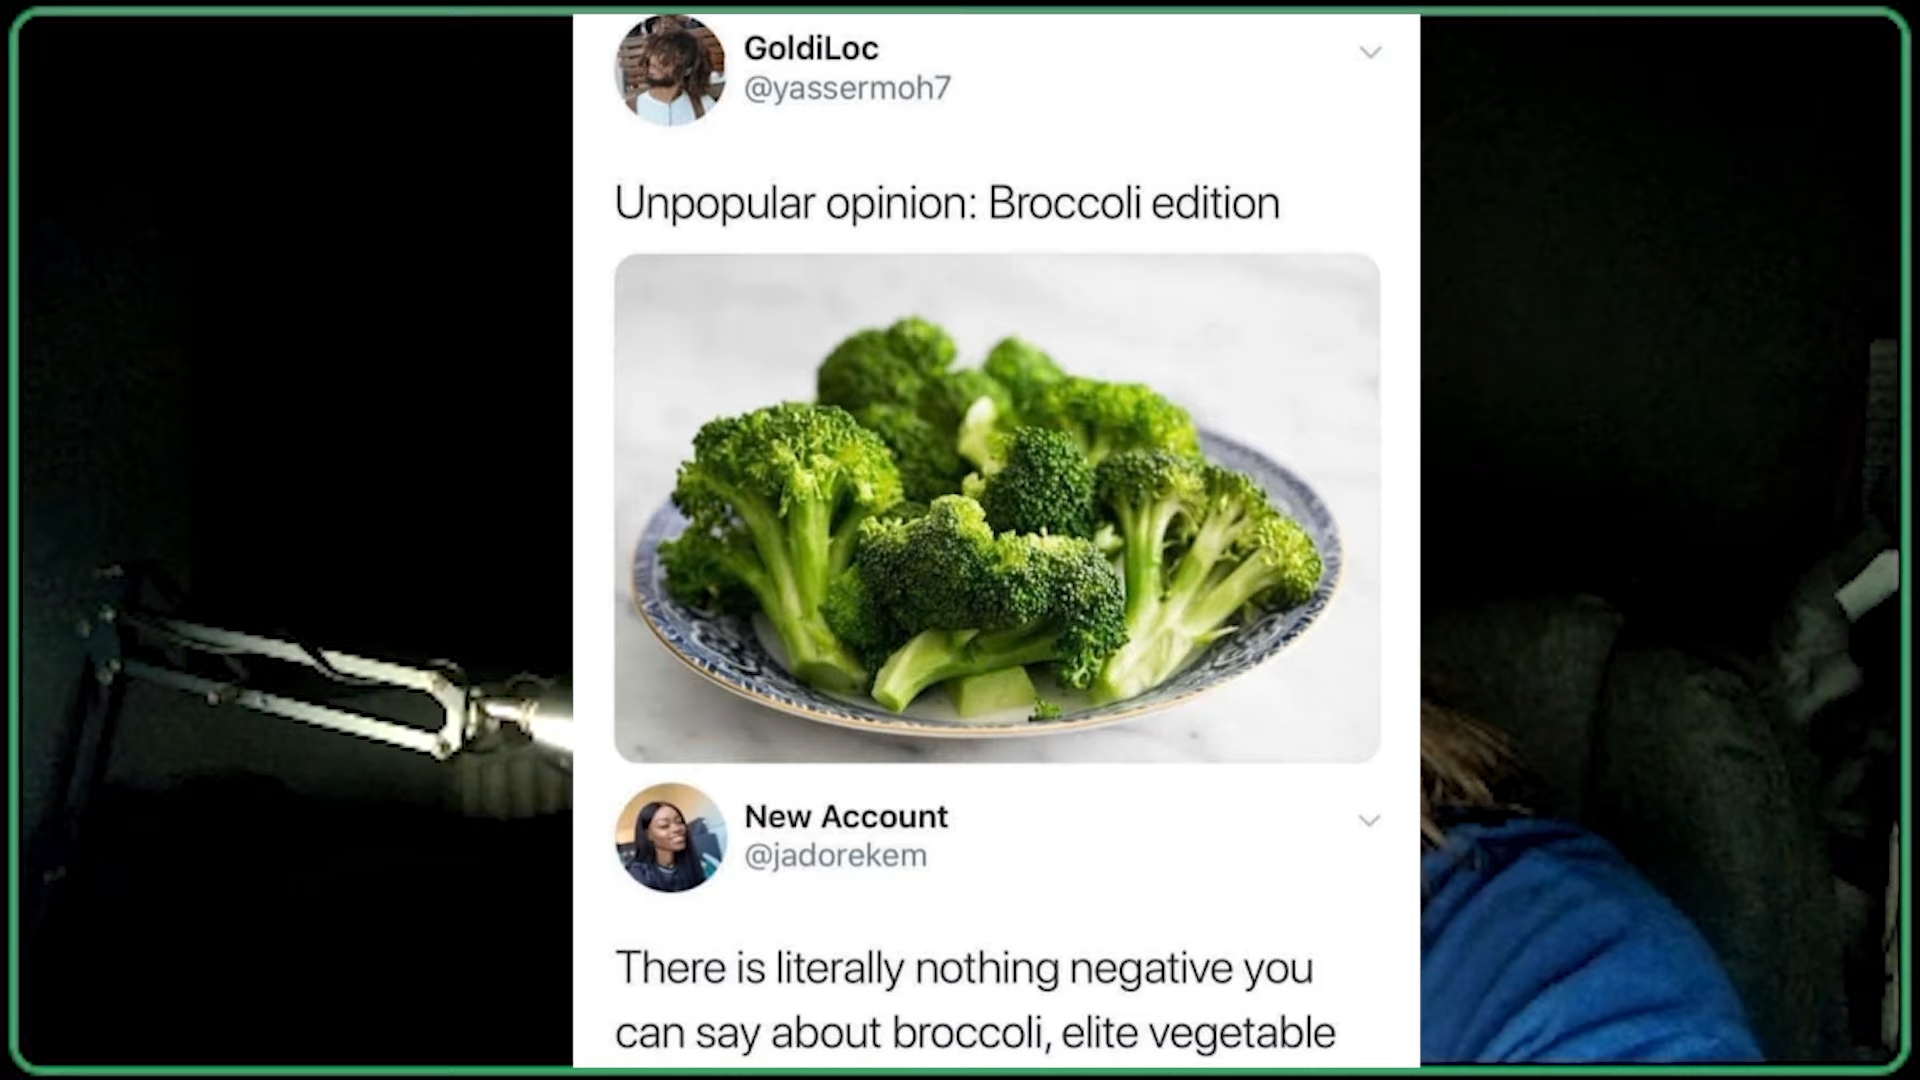 GoldiLoc
@yassermoh7
Unpopular opinion: Broccoli edition
New Account
@jadorekem
There is literally nothing negative you
can say about broccoli, elite vegetable